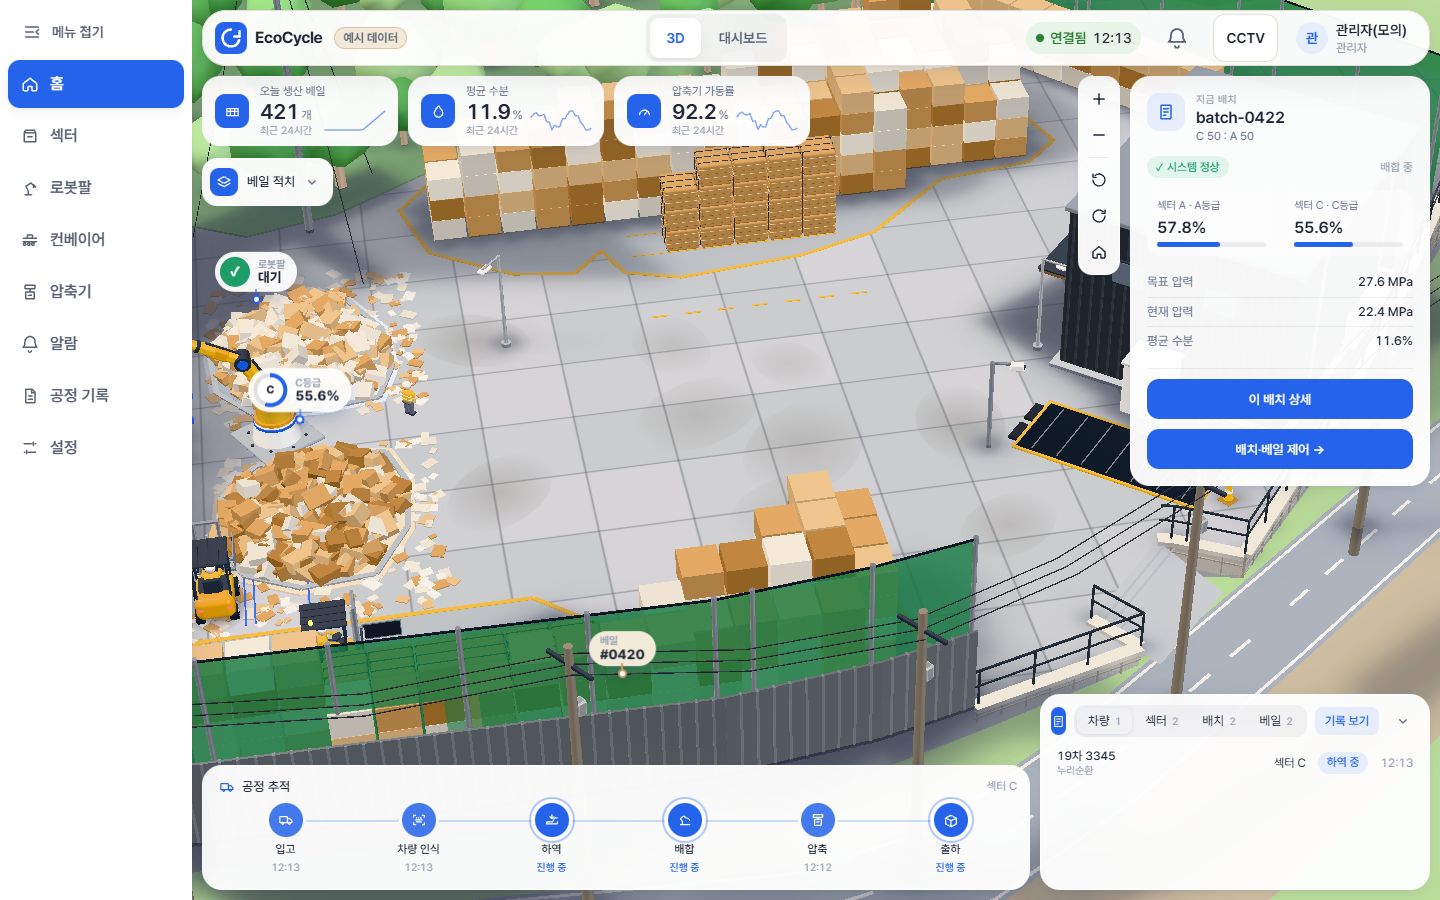 메뉴 접기
홈
섹터
로봇팔
컨베이어
압축기
알람
공정 기록
설정
EcoCycle
예시 데이터
3D
대시보드
연결됨 12:13
CCTV
관
관리자(모의)
관리자
오늘 생산 베일
421 개
최근 24시간
평균 수분
11.9 %
최근 24시간
압축기 가동률
92.2 %
최근 24시간
베일 적치
로봇팔
대기
C
C등급
55.6%
베일
#0420
지금 배치
batch-0422
C 50 : A 50
✓ 시스템 정상
배합 중
섹터 A · A등급
57.8%
섹터 C · C등급
55.6%
목표 압력 27.6 MPa
현재 압력 22.4 MPa
평균 수분 11.6%
이 배치 상세
배치·베일 제어 →
공정 추적
섹터 C
입고
12:13
차량 인식
12:13
하역
진행 중
배합
진행 중
압축
12:12
출하
진행 중
차량 1
섹터 2
배치 2
베일 2
기록 보기
19차 3345
누리순환
섹터 C
하역 중
12:13